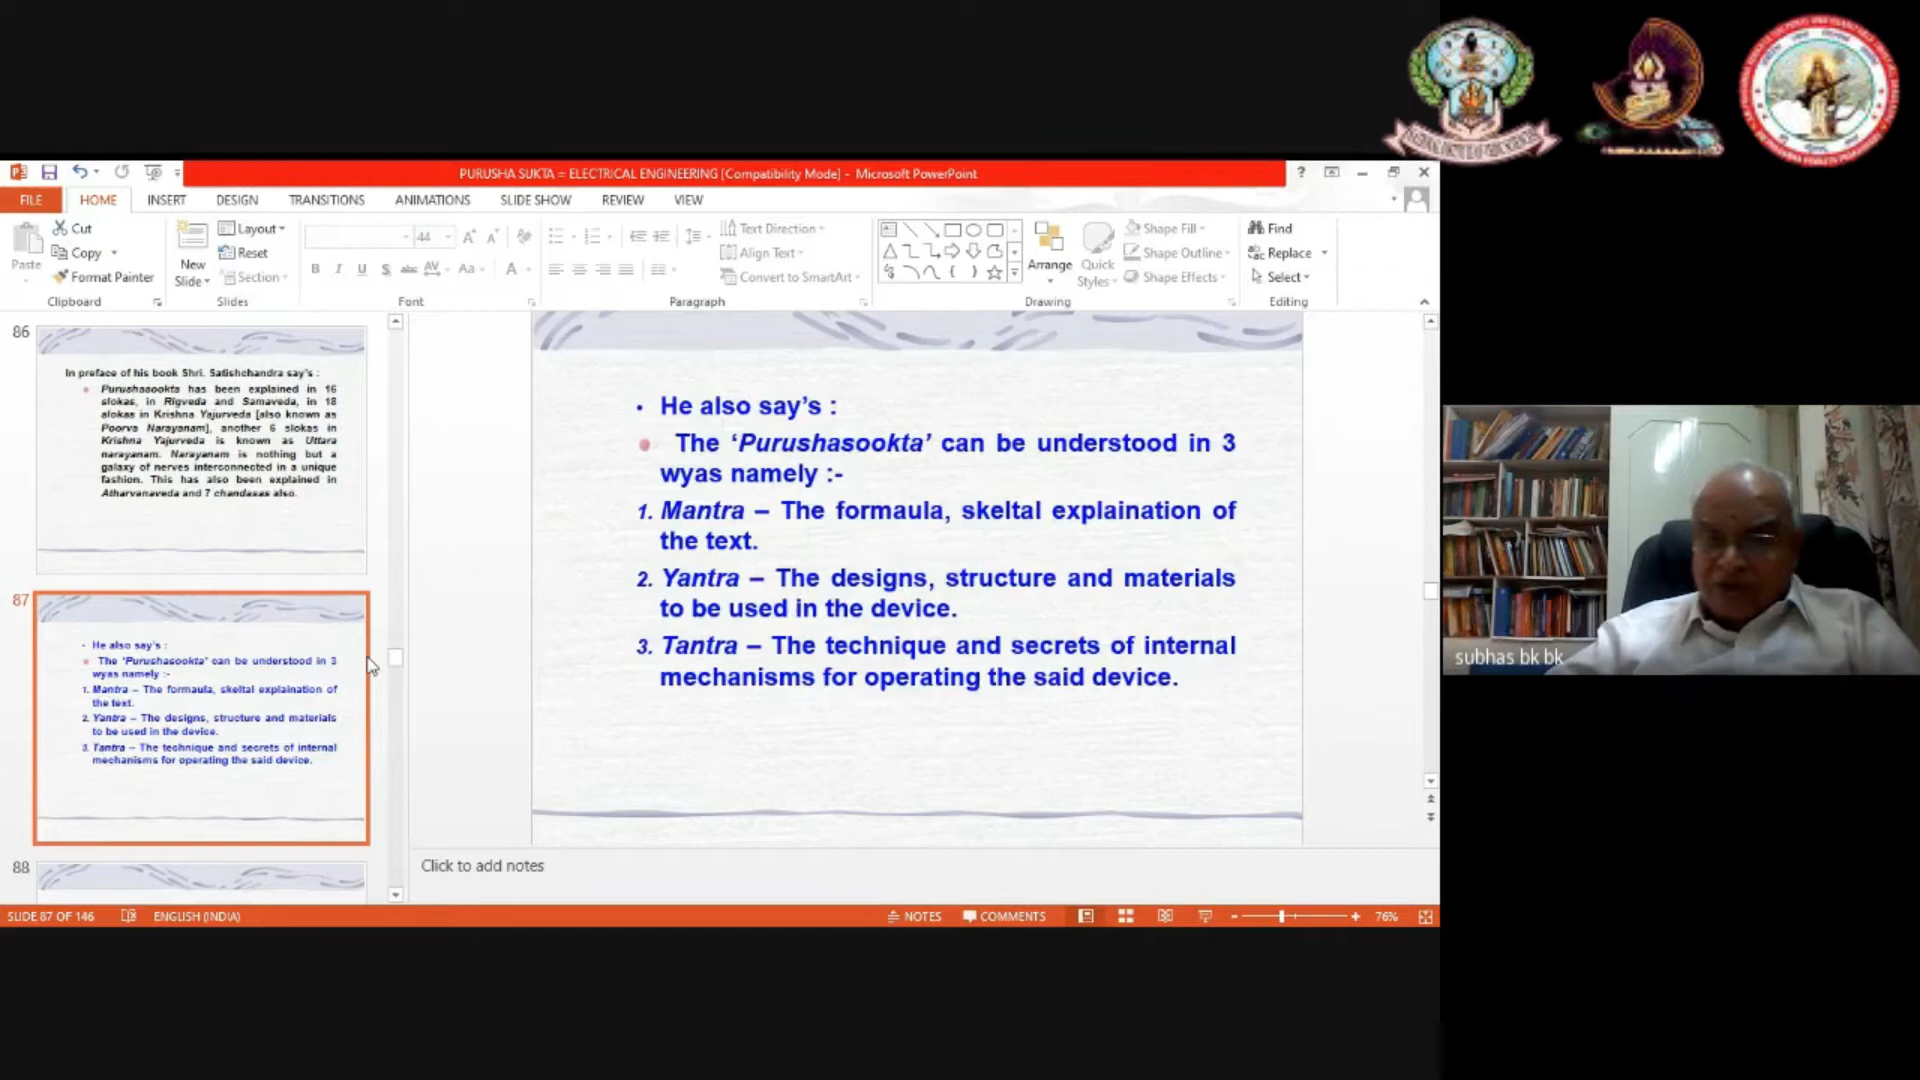 PURUSHA SUKTA = ELECTRICAL ENGINEERING [Compatibility Mode] - Microsoft PowerPoint
FILE HOME INSERT DESIGN TRANSITIONS ANIMATIONS SLIDE SHOW REVIEW VIEW
Paste
Cut
Copy
Format Painter
Clipboard
New Slide
Layout
Reset
Section
Slides
44
Font
Paragraph
Text Direction
Align Text
Convert to SmartArt
Arrange
Quick Styles
Shape Fill
Shape Outline
Shape Effects
Drawing
Find
Replace
Select
Editing
86
In preface of his book Shri. Satishchandra say's :
Purushasookta has been explained in 16
slokas, in Rigveda and Samaveda, in 18
slokas in Krishna Yajurveda [also known as
Poorva Narayanam], another 6 slokas in
Krishna Yajurveda is known as Uttara
narayanam. Narayanam is nothing but a
galaxy of nerves interconnected in a unique
fashion. This has also been explained in
Atharvanaveda and 7 chandasas also.
87
• He also say's :
The 'Purushasookta' can be understood in 3
wyas namely :-
1. Mantra – The formaula, skeltal explaination of
the text.
2. Yantra – The designs, structure and materials
to be used in the device.
3. Tantra – The technique and secrets of internal
mechanisms for operating the said device.
88
• He also say's :
The ‘Purushasookta’ can be understood in 3
wyas namely :-
1. Mantra – The formaula, skeltal explaination of
the text.
2. Yantra – The designs, structure and materials
to be used in the device.
3. Tantra – The technique and secrets of internal
mechanisms for operating the said device.
Click to add notes
SLIDE 87 OF 146 ENGLISH (INDIA) NOTES COMMENTS 76%
subhas bk bk